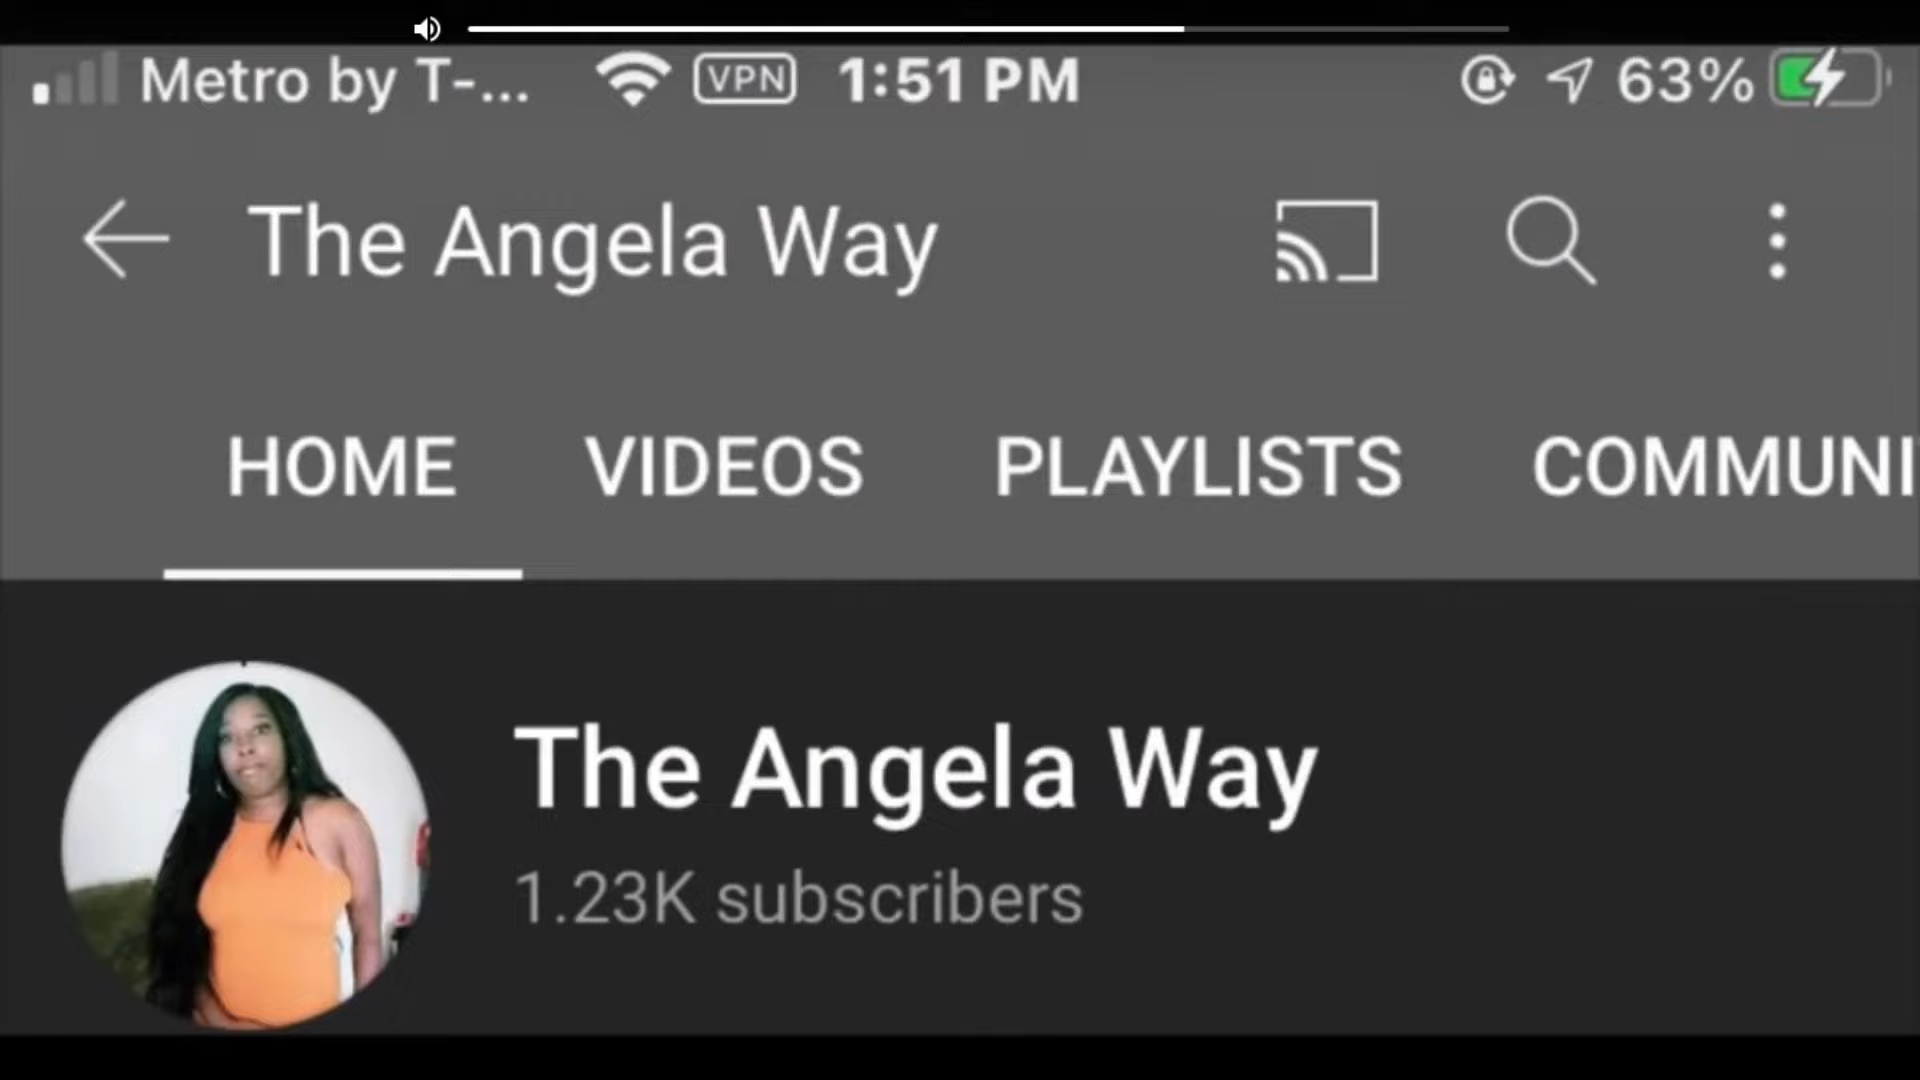 Metro by T-... VPN 1:51 PM 63%
The Angela Way
HOME VIDEOS PLAYLISTS COMMUNI
The Angela Way
1.23K subscribers